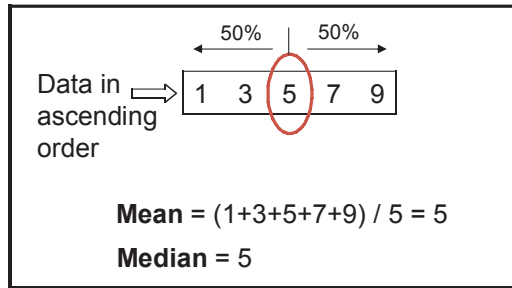 50% 50%
Data in
ascending
order
1 3 5 7 9
Mean = (1+3+5+7+9) / 5 = 5
Median = 5